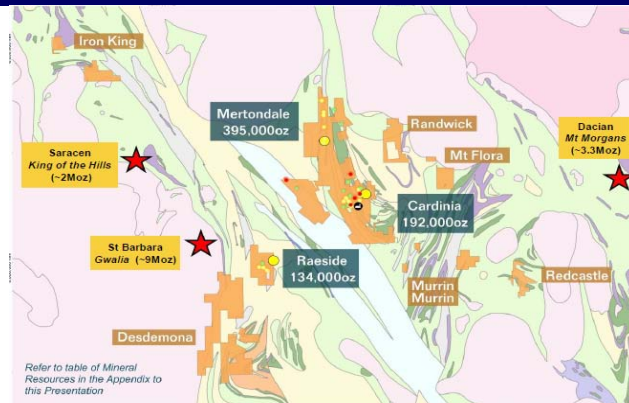 Iron King
Mertondale
395,000oz
Randwick
Dacian
Mt Morgans
(~3.3Moz)
Saracen
King of the Hills
(~2Moz)
Mt Flora
Cardinia
192,000oz
St Barbara
Gwalia (~9Moz)
Raeside
134,000oz
Murrin
Murrin
Redcastle
Desdemona
Refer to table of Mineral
Resources in the Appendix to
this Presentation